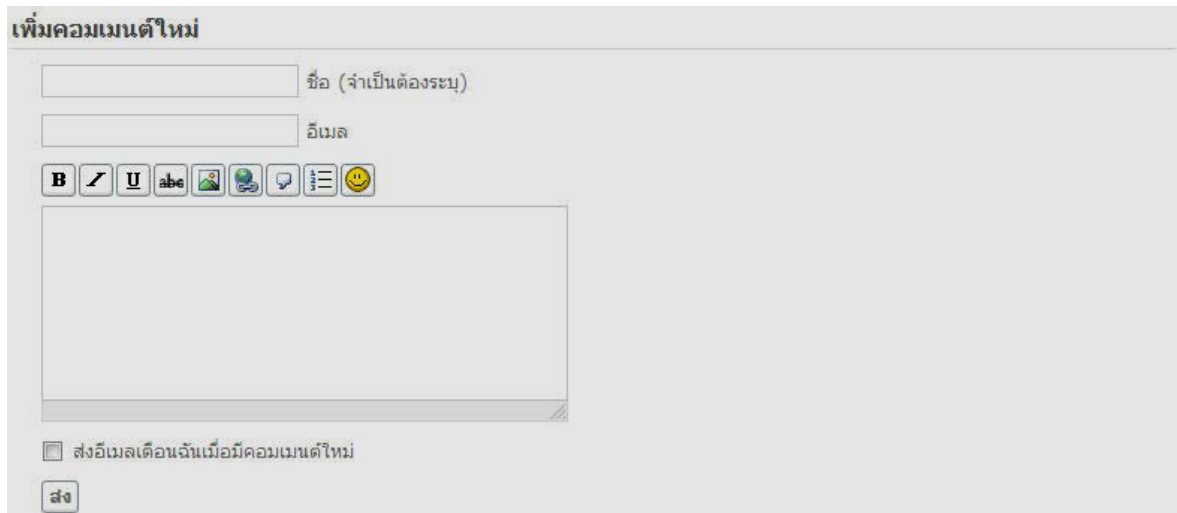 เพิ่มคอมเมนต์ใหม่
ชื่อ (จำเป็นต้องระบุ)
อีเมล
B I U abc
ส่งอีเมลเตือนฉันเมื่อมีคอมเมนต์ใหม่
ส่ง